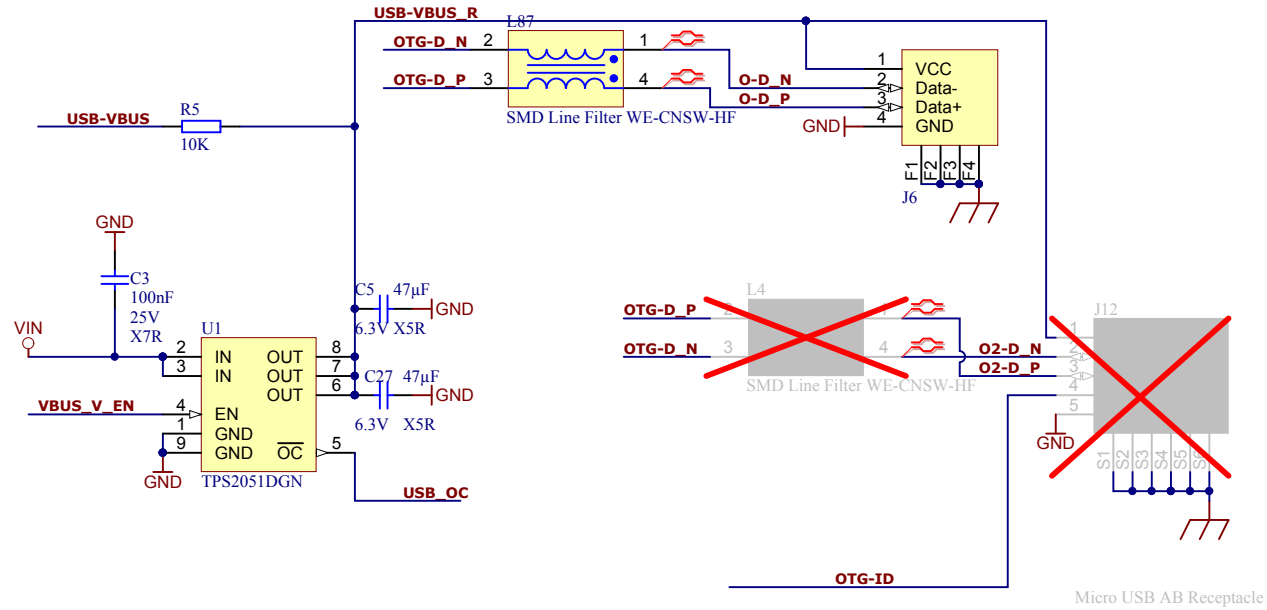 USB-VBUS_R
L87
OTG-D_N 2 1
OTG-D_P 3 4
SMD Line Filter WE-CNSW-HF
O-D_N
O-D_P
1 VCC
2 Data-
3 Data+
4 GND
GND
F1 F2 F3 F4
J6
USB-VBUS
R5
10K
GND
C3
100nF
25V
X7R
VIN
U1
2 IN OUT 8
3 IN OUT 7
OUT 6
VBUS_V_EN 4 EN
1 GND
9 GND OC 5
GND
TPS2051DGN
USB_OC
C5 47µF
GND
6.3V X5R
C27 47µF
GND
6.3V X5R
L4
OTG-D_P 2 1
OTG-D_N 3 4
SMD Line Filter WE-CNSW-HF
O2-D_N
O2-D_P
J12
1
2
3
4
5
GND
S1 S2 S3 S4 S5 S6
OTG-ID
Micro USB AB Receptacle